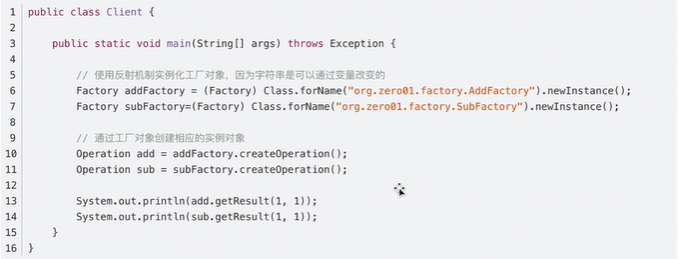 1 public class Client {
2
3 public static void main(String[] args) throws Exception {
4
5 // 使用反射机制实例化工厂对象，因为字符串是可以通过变量改变的
6 Factory addFactory = (Factory) Class.forName("org.zero01.factory.AddFactory").newInstance();
7 Factory subFactory=(Factory) Class.forName("org.zero01.factory.SubFactory").newInstance();
8
9 // 通过工厂对象创建相应的实例对象
10 Operation add = addFactory.createOperation();
11 Operation sub = subFactory.createOperation();
12
13 System.out.println(add.getResult(1, 1));
14 System.out.println(sub.getResult(1, 1));
15 }
16 }